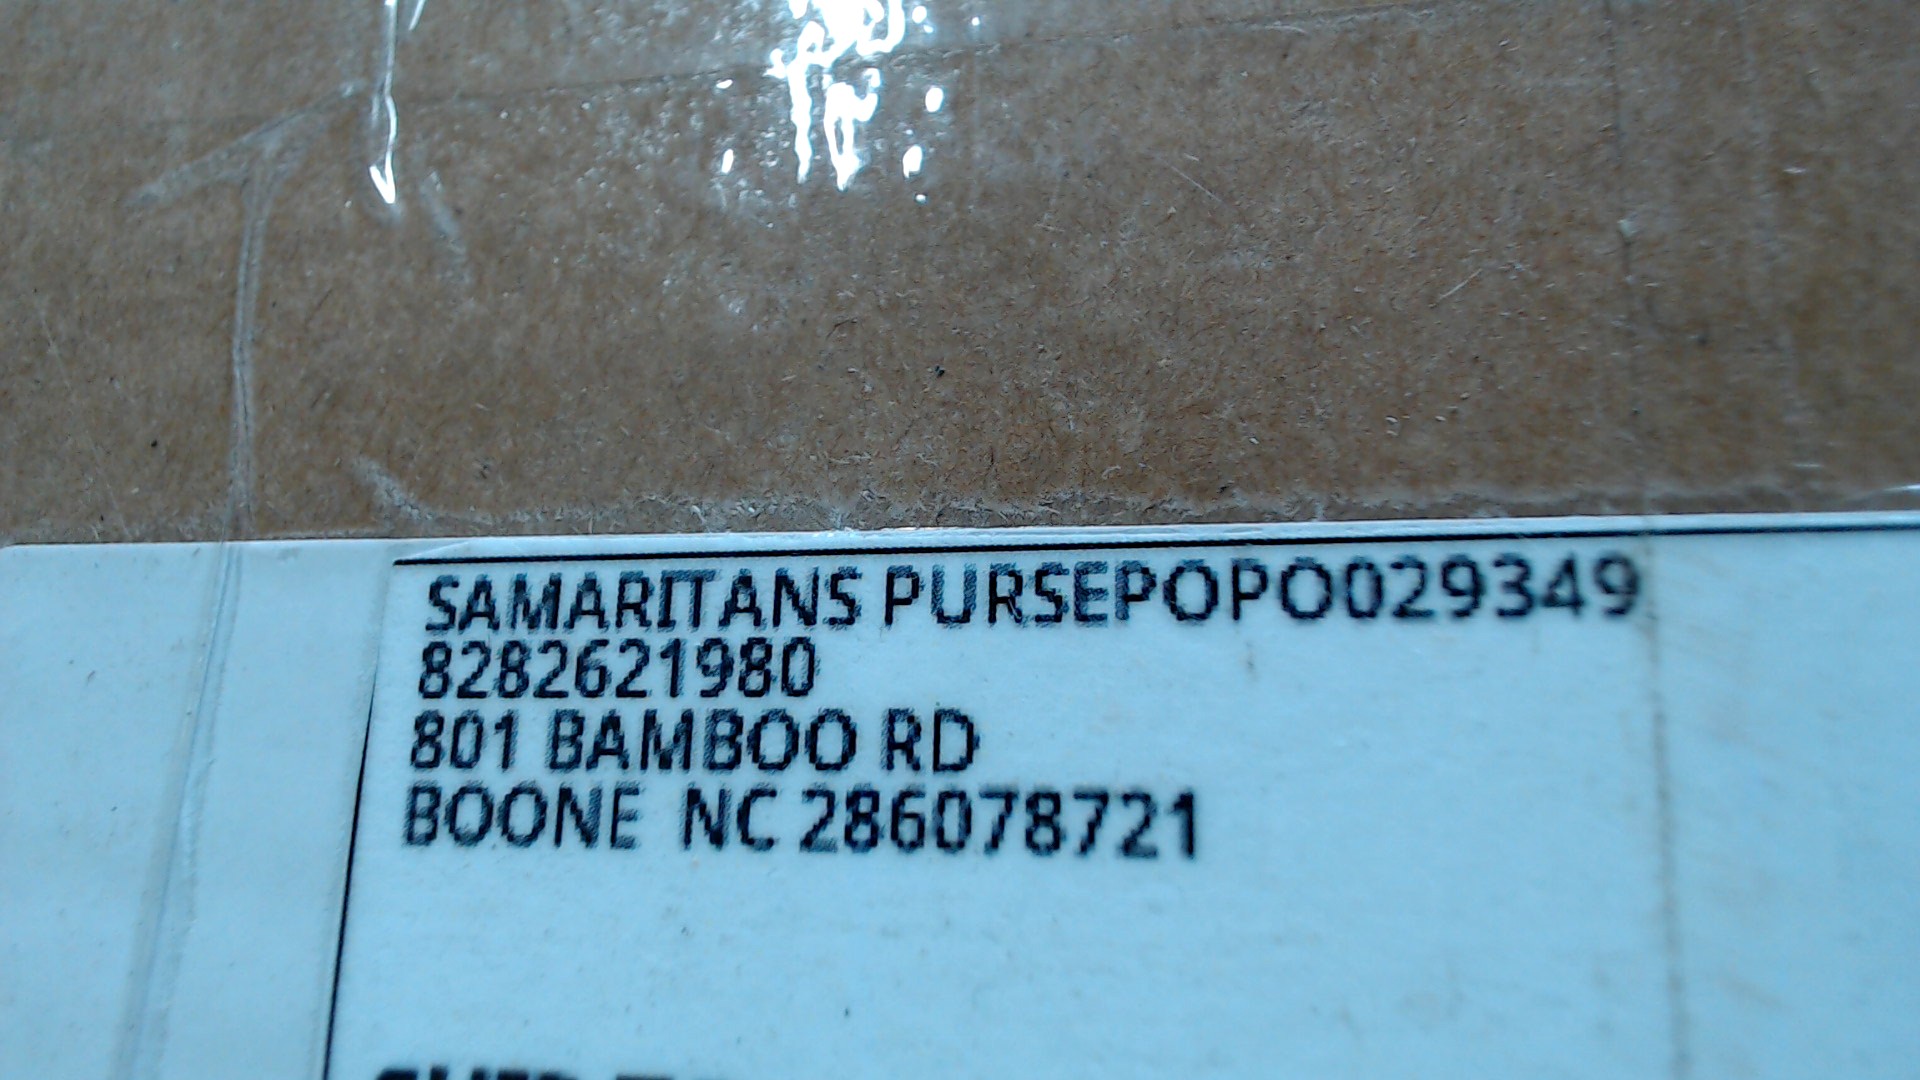 SAMARITANS PURSEPOPO029349
8282621980
801 BAMBOO RD
BOONE NC 286078721